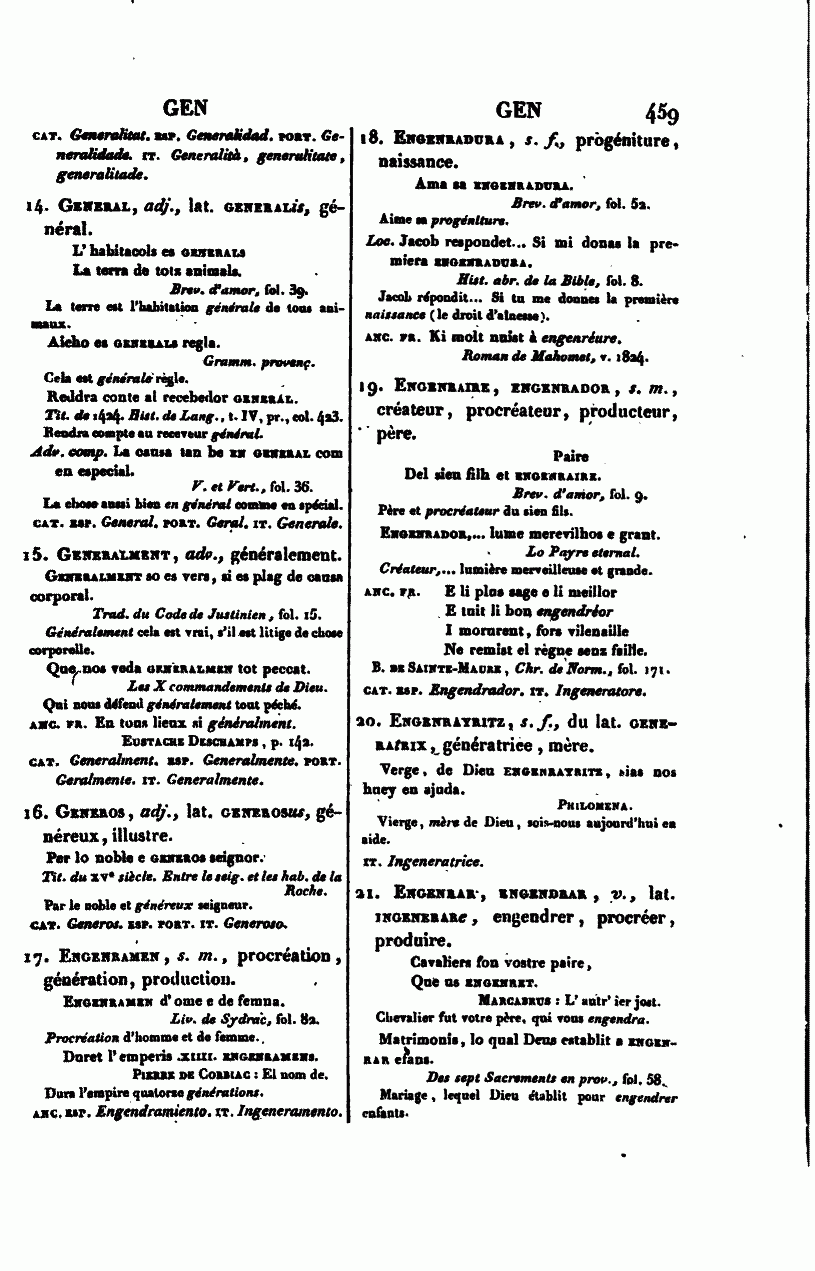 GEN
CAT. Generalitat. ESP. Generalidad. PORT. Ge-
neralidade. IT. Generalità, generalitate,
generalitade.
14. GENERAL, adj., lat. GENERALis, gé-
néral.
L' habitacols es GENERALS
La terra de totz animals.
Brev. d'amor, fol. 39.
La terre est l'habitation générale de tous ani-
maux.
Aicho es GENERALS regla.
Gramm. provenç.
Cela est générale règle.
Reddra conte al recebedor GENERAL.
Tit. de 1424. Hist. de Lang., t. IV, pr., col. 423.
Rendra compte au receveur général.
Adv. comp. La causa tan be EN GENERAL com
en especial.
V. et Vert., fol. 36.
La chose aussi bien en général comme en spécial.
CAT. ESP. General. PORT. Geral. IT. Generale.
15. GENERALMENT, adv., généralement.
GENERALMENT so es vers, si es plag de causa
corporal.
Trad. du Code de Justinien, fol. 15.
Généralement cela est vrai, s'il est litige de chose
corporelle.
Que nos veda GENERALMEN tot peccat.
Les X commandements de Dieu.
Qui nous défend généralement tout péché.
ANC. FR. En tous lieux si généralment.
EUSTACHE DESCHAMPS, p. 142.
CAT. Generalment. ESP. Generalmente. PORT.
Geralmente. IT. Generalmente.
16. GENEROS, adj., lat. GENEROSus, gé-
néreux, illustre.
Per lo noble e GENEROS seignor.
Tit. du XVe siècle. Entre le seig. et les hab. de la
Roche.
Par le noble et généreux seigneur.
CAT. Generos. ESP. PORT. IT. Generoso.
17. ENGENRAMEN, s. m., procréation,
génération, production.
ENGENRAMEN d' ome e de femna.
Liv. de Sydrac, fol. 82.
Procréation d'homme et de femme.
Duret l' emperis .XIIII. ENGENRAMENS.
PIERRE DE CORBIAC : El nom de.
Dura l'empire quatorze générations.
ANC. ESP. Engendramiento. IT. Ingeneramento.
GEN 459
18. ENGENRADURA, s. f., progéniture,
naissance.
Ama sa ENGENRADURA.
Brev. d'amor, fol. 52.
Aime sa progéniture.
Loc. Jacob respondet... Si mi donas la pre-
miera ENGENRADURA.
Hist. abr. de la Bible, fol. 8.
Jacob répondit... Si tu me donnes la première
naissance (le droit d'aînesse).
ANC. FR. Ki molt nuist à engenréure.
Roman de Mahomet, v. 1824.
19. ENGENRAIRE, ENGENRADOR, s. m.,
créateur, procréateur, producteur,
père.
Paire
Del sieu filh et ENGENRAIRE.
Brev. d'amor, fol. 9.
Père et procréateur du sien fils.
ENGENRADOR,... lume merevilhos e grant.
Lo Payre eternal.
Créateur,... lumière merveilleuse et grande.
ANC. FR. E li plus sage e li meillor
E tuit li bon engendréor
I morurent, fors vilenaille
Ne remist el règne senz faille.
B. DE SAINTE-MAURE, Chr. de Norm., fol. 171.
CAT. ESP. Engendrador. IT. Ingeneratore.
20. ENGENRAYRITZ, s. f., du lat. GENE-
RATRIX, génératrice, mère.
Verge, de Dieu ENGENRAYRITZ, sias nos
huey en ajuda.
PHILOMENA.
Vierge, mère de Dieu, sois-nous aujourd'hui en
aide.
IT. Ingeneratrice.
21. ENGENRAR, ENGENDRAR, v., lat.
INGENERARe, engendrer, procréer,
produire.
Cavaliers fon vostre paire,
Que us ENGENRET.
MARCABRUS : L' autr' ier jost.
Chevalier fut votre père, qui vous engendra.
Matrimonis, lo qual Deus establit a ENGEN-
RAR efans.
Des sept Sacrements en prov., fol. 58.
Mariage, lequel Dieu établit pour engendrer
enfants.